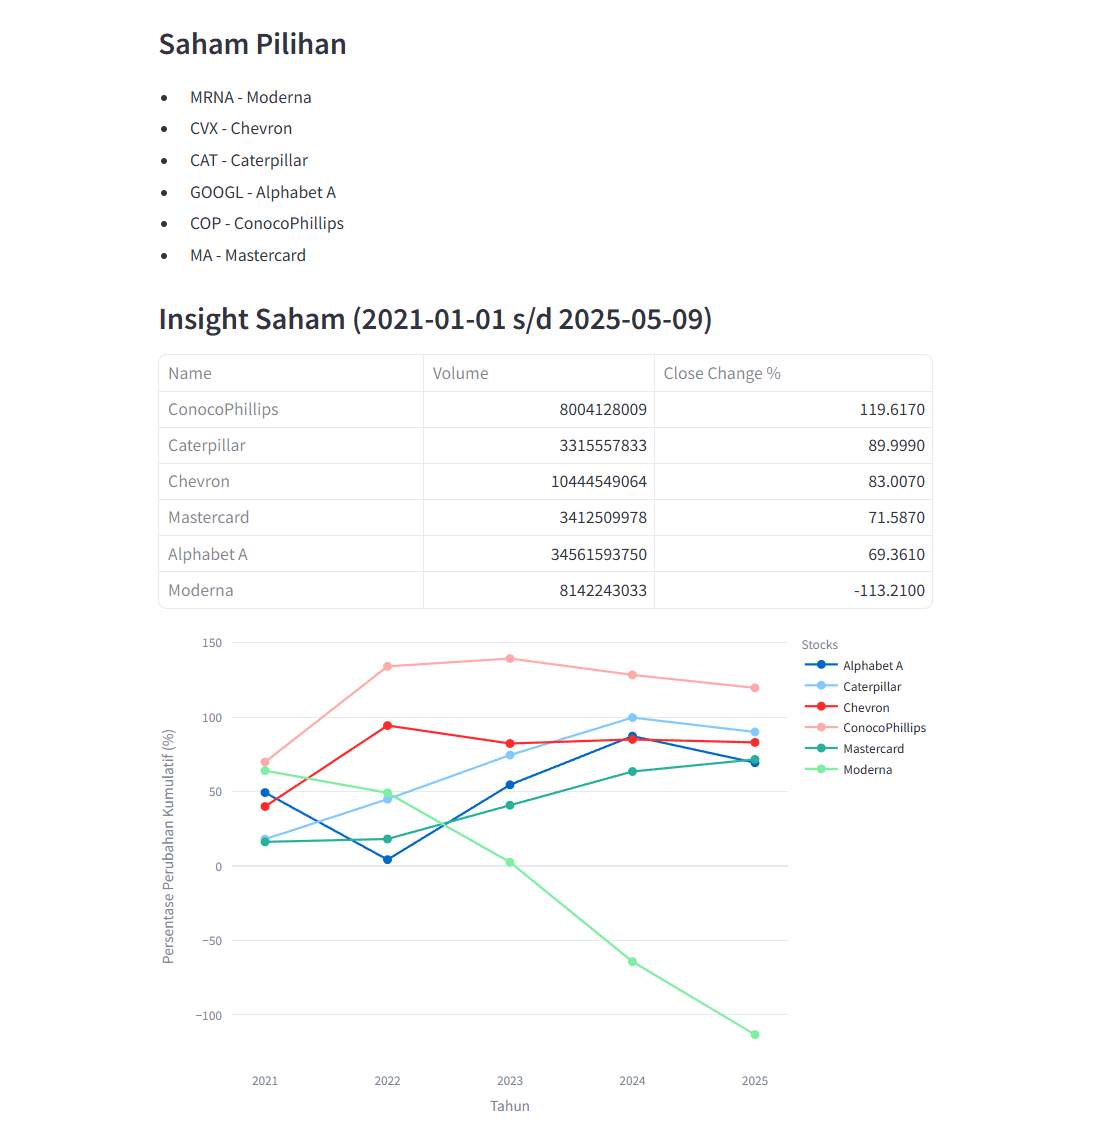 Saham Pilihan
MRNA - Moderna
CVX - Chevron
CAT - Caterpillar
GOOGL - Alphabet A
COP - ConocoPhillips
MA - Mastercard
Insight Saham (2021-01-01 s/d 2025-05-09)
Name Volume Close Change %
ConocoPhillips 8004128009 119.6170
Caterpillar 3315557833 89.9990
Chevron 10444549064 83.0070
Mastercard 3412509978 71.5870
Alphabet A 34561593750 69.3610
Moderna 8142243033 -113.2100
Persentase Perubahan Kumulatif (%)
150
100
50
0
−50
−100
2021 2022 2023 2024 2025
Tahun
Stocks
Alphabet A
Caterpillar
Chevron
ConocoPhillips
Mastercard
Moderna